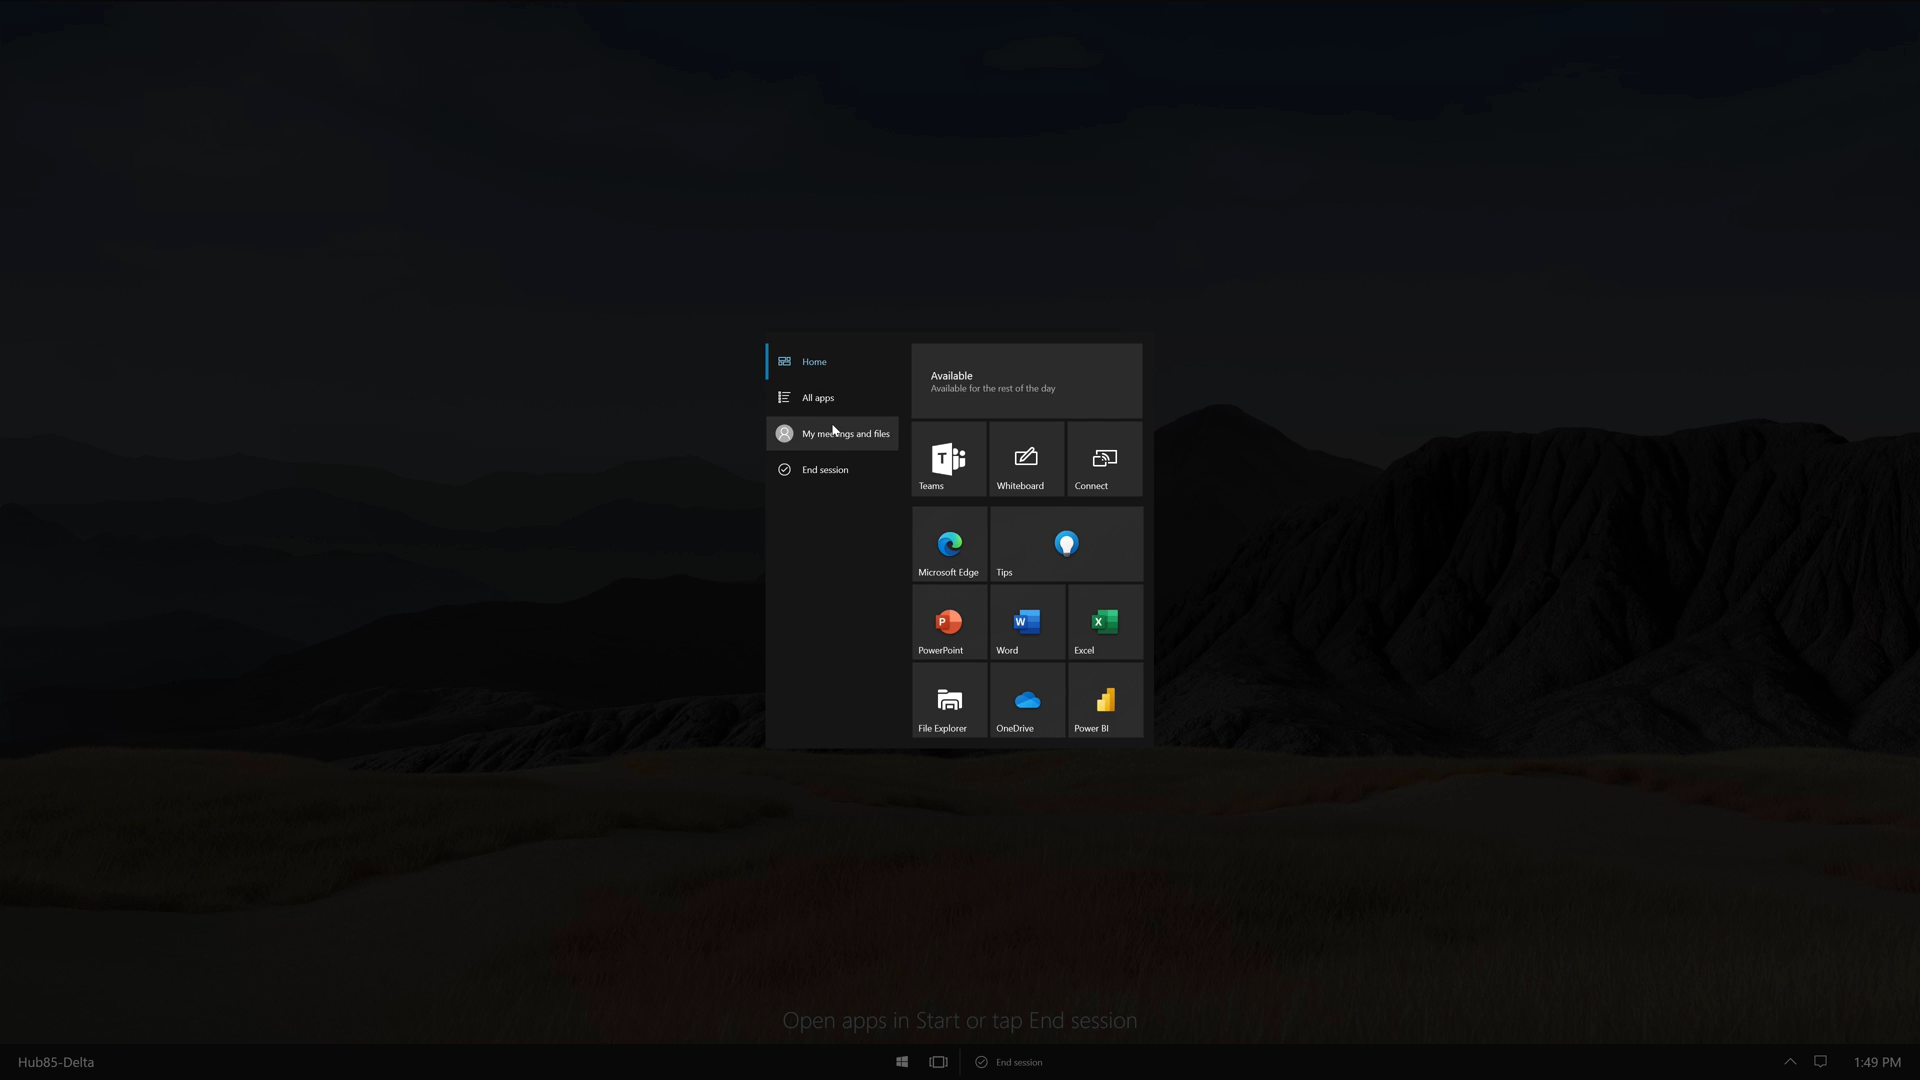 Home
All apps
My meetings and files
End session
Available
Available for the rest of the day
Teams
Whiteboard
Connect
Microsoft Edge
Tips
PowerPoint
Word
Excel
File Explorer
OneDrive
Power BI
Open apps in Start or tap End session
Hub85-Delta
End session
1:49 PM